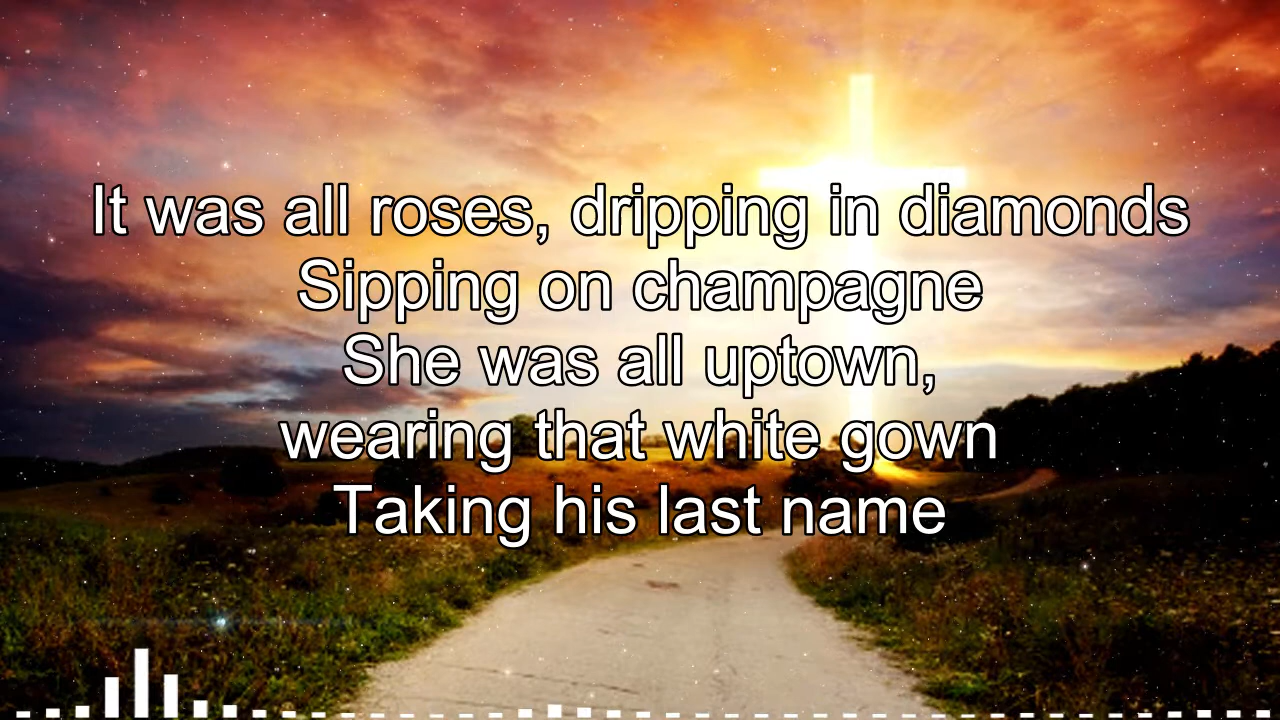 It was all roses, dripping in diamonds
Sipping on champagne
She was all uptown,
wearing that white gown
Taking his last name